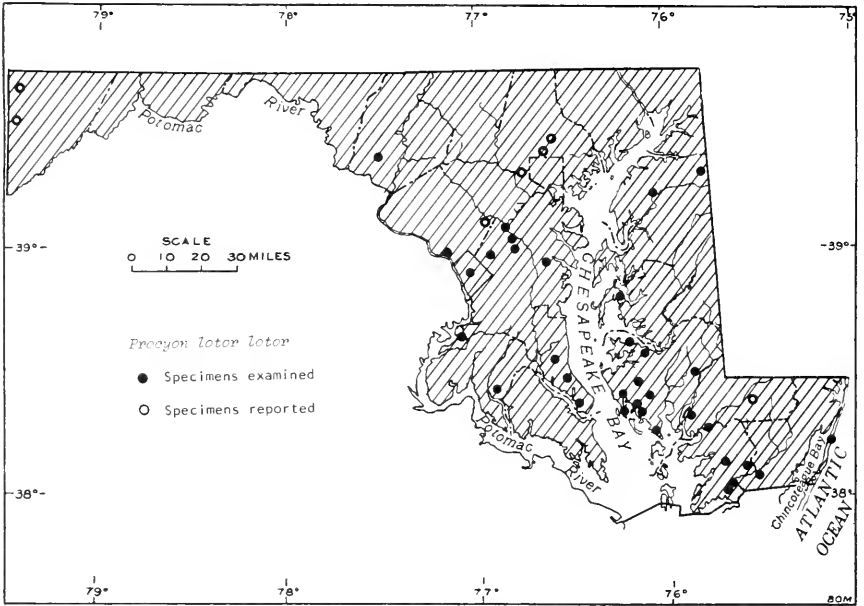 79° 78° 77° 76° 75°
Potomac River
-39° -39°
SCALE
0 10 20 30 MILES
CHESAPEAKE BAY
Procyon lotor lotor
Specimens examined
Specimens reported
Potomac River
Chincoteague Bay
ATLANTIC OCEAN
38° 38°
79° 78° 77° 76°
80M